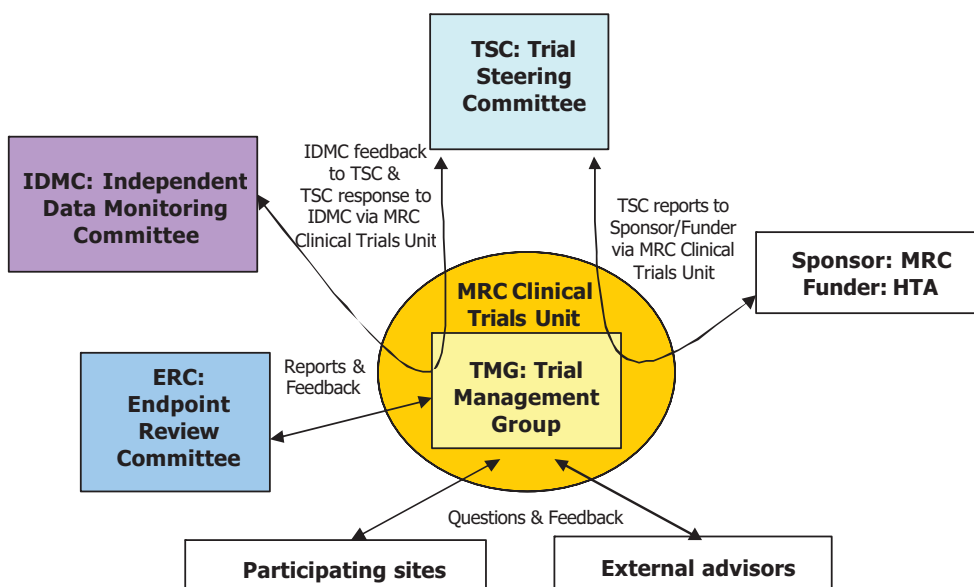 TSC: Trial
Steering
Committee
IDMC: Independent
Data Monitoring
Committee
IDMC feedback
to TSC &
TSC response to
IDMC via MRC
Clinical Trials Unit
TSC reports to
Sponsor/Funder
via MRC Clinical
Trials Unit
Sponsor: MRC
Funder: HTA
MRC Clinical
Trials Unit
TMG: Trial
Management
Group
ERC:
Endpoint
Review
Committee
Reports &
Feedback
Questions & Feedback
Participating sites
External advisors